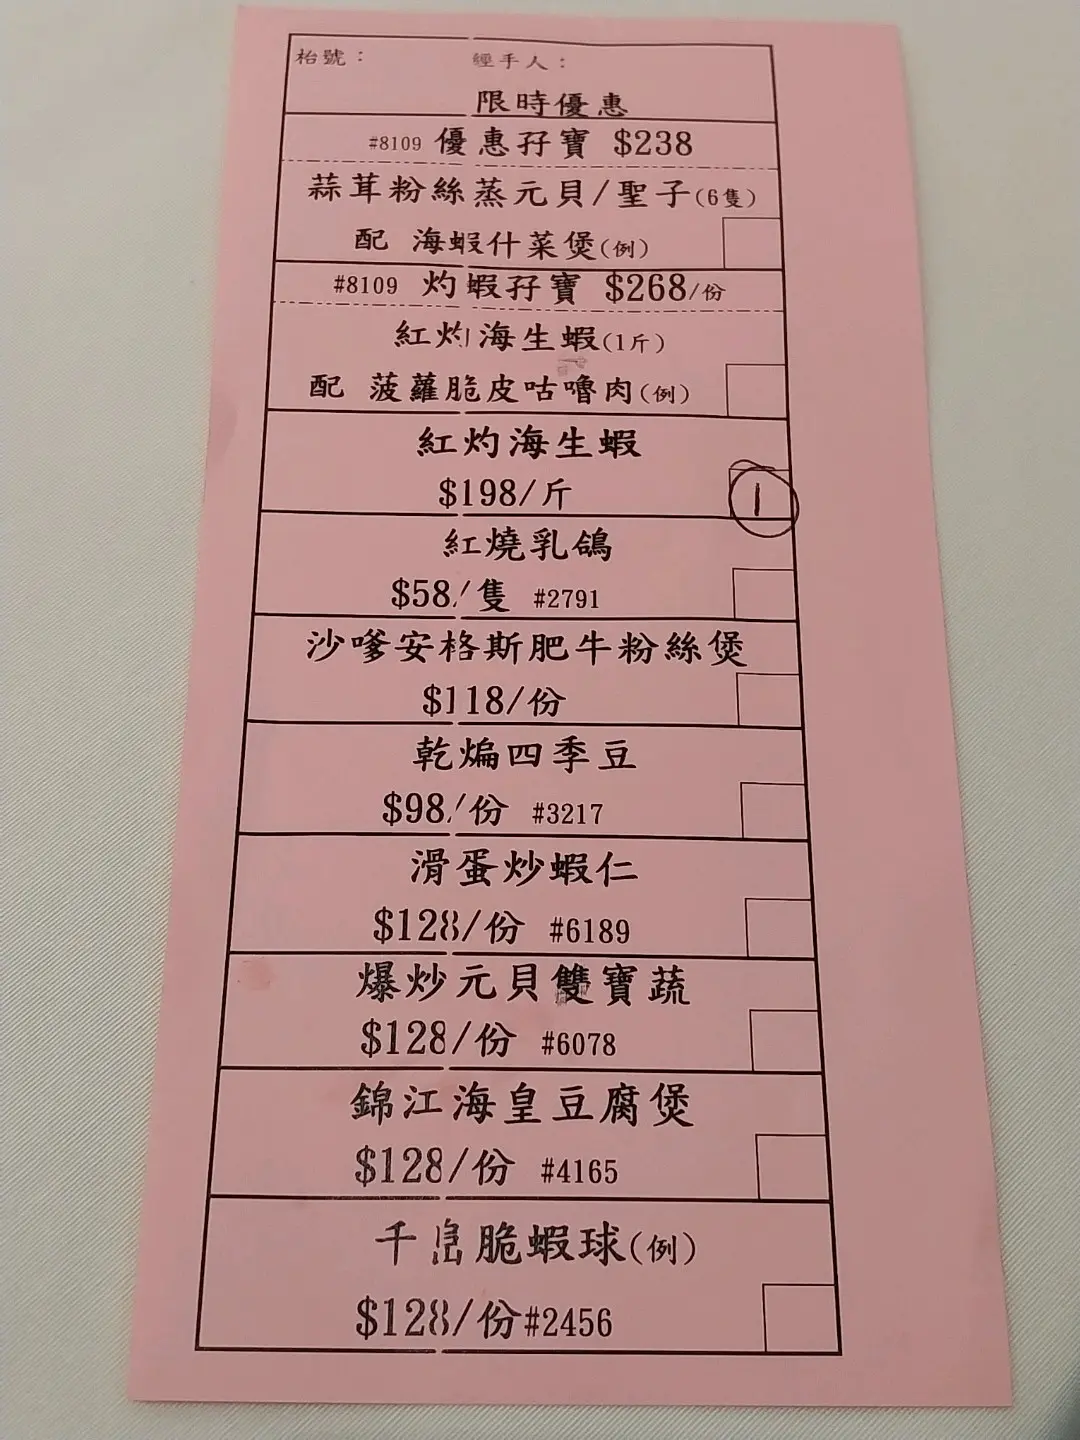 枱號： 經手人：
限時優惠
#8109 優惠孖寶 $238
蒜茸粉絲蒸元貝/聖子(6隻)
配 海蝦什菜煲(例)
#8109 灼蝦孖寶 $268/份
紅灼海生蝦(1斤)
配 菠蘿脆皮咕嚕肉(例)
紅灼海生蝦
$198/斤
1
紅燒乳鴿
$58/隻 #2791
沙嗲安格斯肥牛粉絲煲
$118/份
乾煸四季豆
$98/份 #3217
滑蛋炒蝦仁
$128/份 #6189
爆炒元貝雙寶蔬
$128/份 #6078
錦江海皇豆腐煲
$128/份 #4165
千島脆蝦球(例)
$128/份#2456